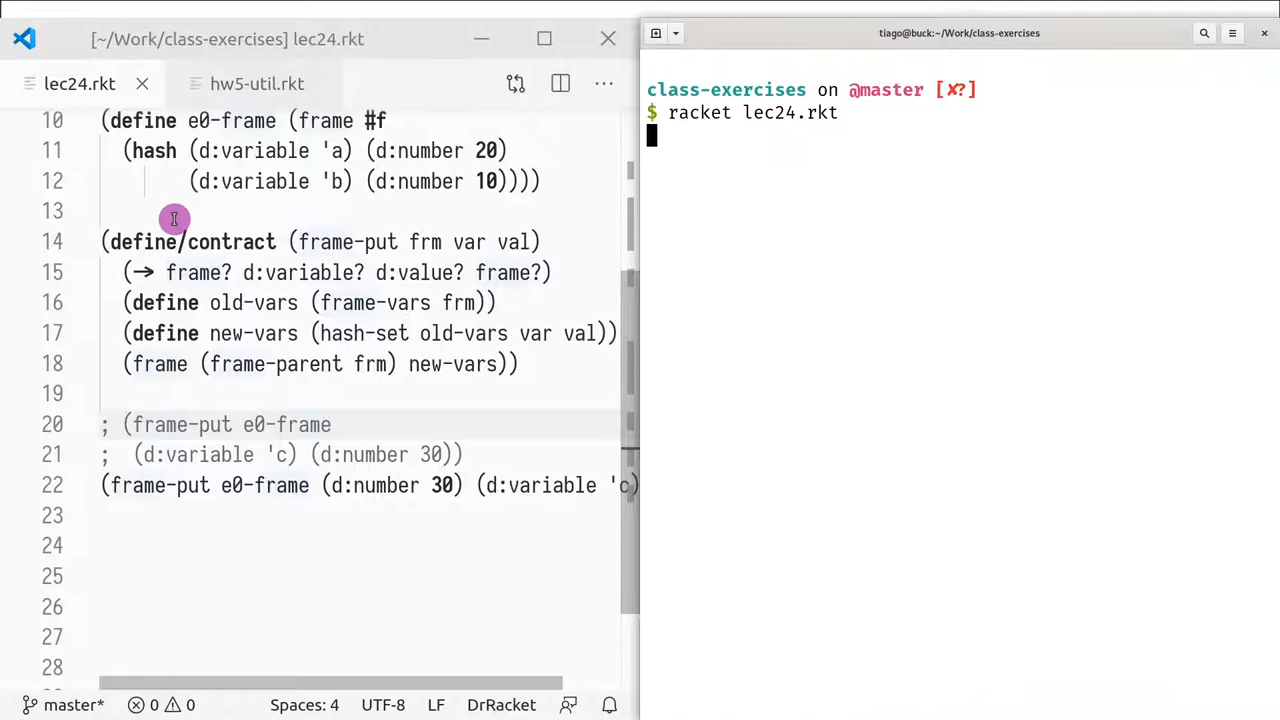 [~/Work/class-exercises] lec24.rkt
lec24.rkt
hw5-util.rkt
10 (define e0-frame (frame #f
11 (hash (d:variable 'a) (d:number 20)
12 (d:variable 'b) (d:number 10))))
13
14 (define/contract (frame-put frm var val)
15 (→ frame? d:variable? d:value? frame?)
16 (define old-vars (frame-vars frm))
17 (define new-vars (hash-set old-vars var val))
18 (frame (frame-parent frm) new-vars))
19
20 ; (frame-put e0-frame
21 ;  (d:variable 'c) (d:number 30))
22 (frame-put e0-frame (d:number 30) (d:variable 'c)
23
24
25
26
27
28
master* 0 0 Spaces: 4 UTF-8 LF DrRacket
tiago@buck:~/Work/class-exercises
class-exercises on @master [✘?]
$ racket lec24.rkt